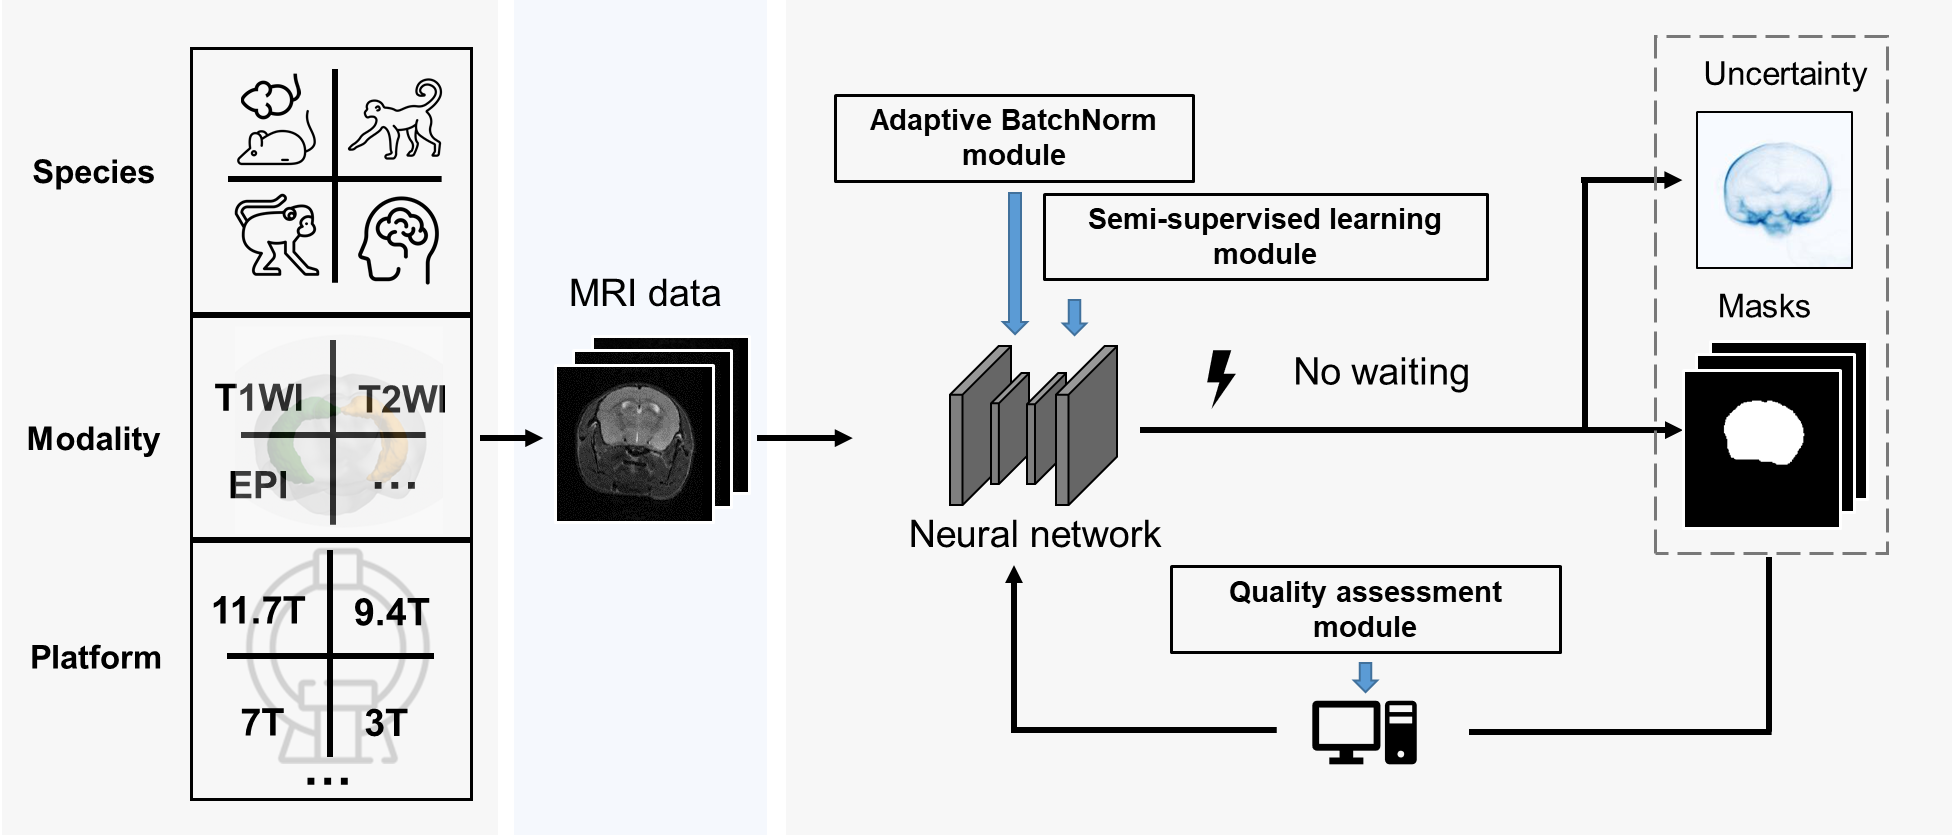 Species
Modality
T1WI
T2WI
EPI
...
Platform
11.7T
9.4T
7T
3T
...
MRI data
Adaptive BatchNorm
module
Semi-supervised learning
module
Neural network
No waiting
Quality assessment
module
Uncertainty
Masks